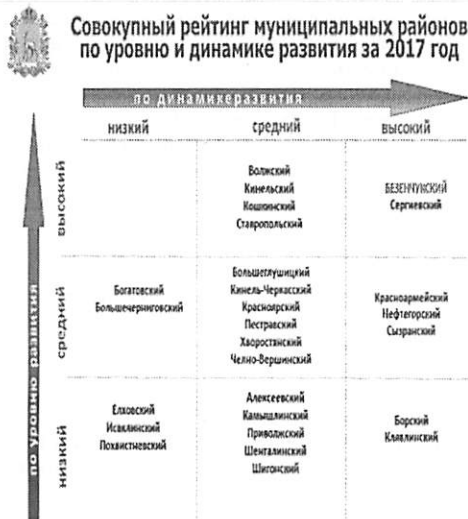 Совокупный рейтинг муниципальных районов
по уровню и динамике развития за 2017 год
по динамике развития
низкий
средний
высокий
высокий
Волжский
Кинельский
Кошкинский
Ставропольский
БЕЗЕНЧУКСКИЙ
Сергиевский
по уровню развития
средний
Богатовский
Большечерниговский
Большеглушицкий
Кинель-Черкасский
Красноярский
Пестравский
Хворостянский
Челно-Вершинский
Красноармейский
Нефтегорский
Сызранский
низкий
Елховский
Исаклинский
Похвистневский
Алексеевский
Камышлинский
Приволжский
Шенталинский
Шигонский
Борский
Клявлинский